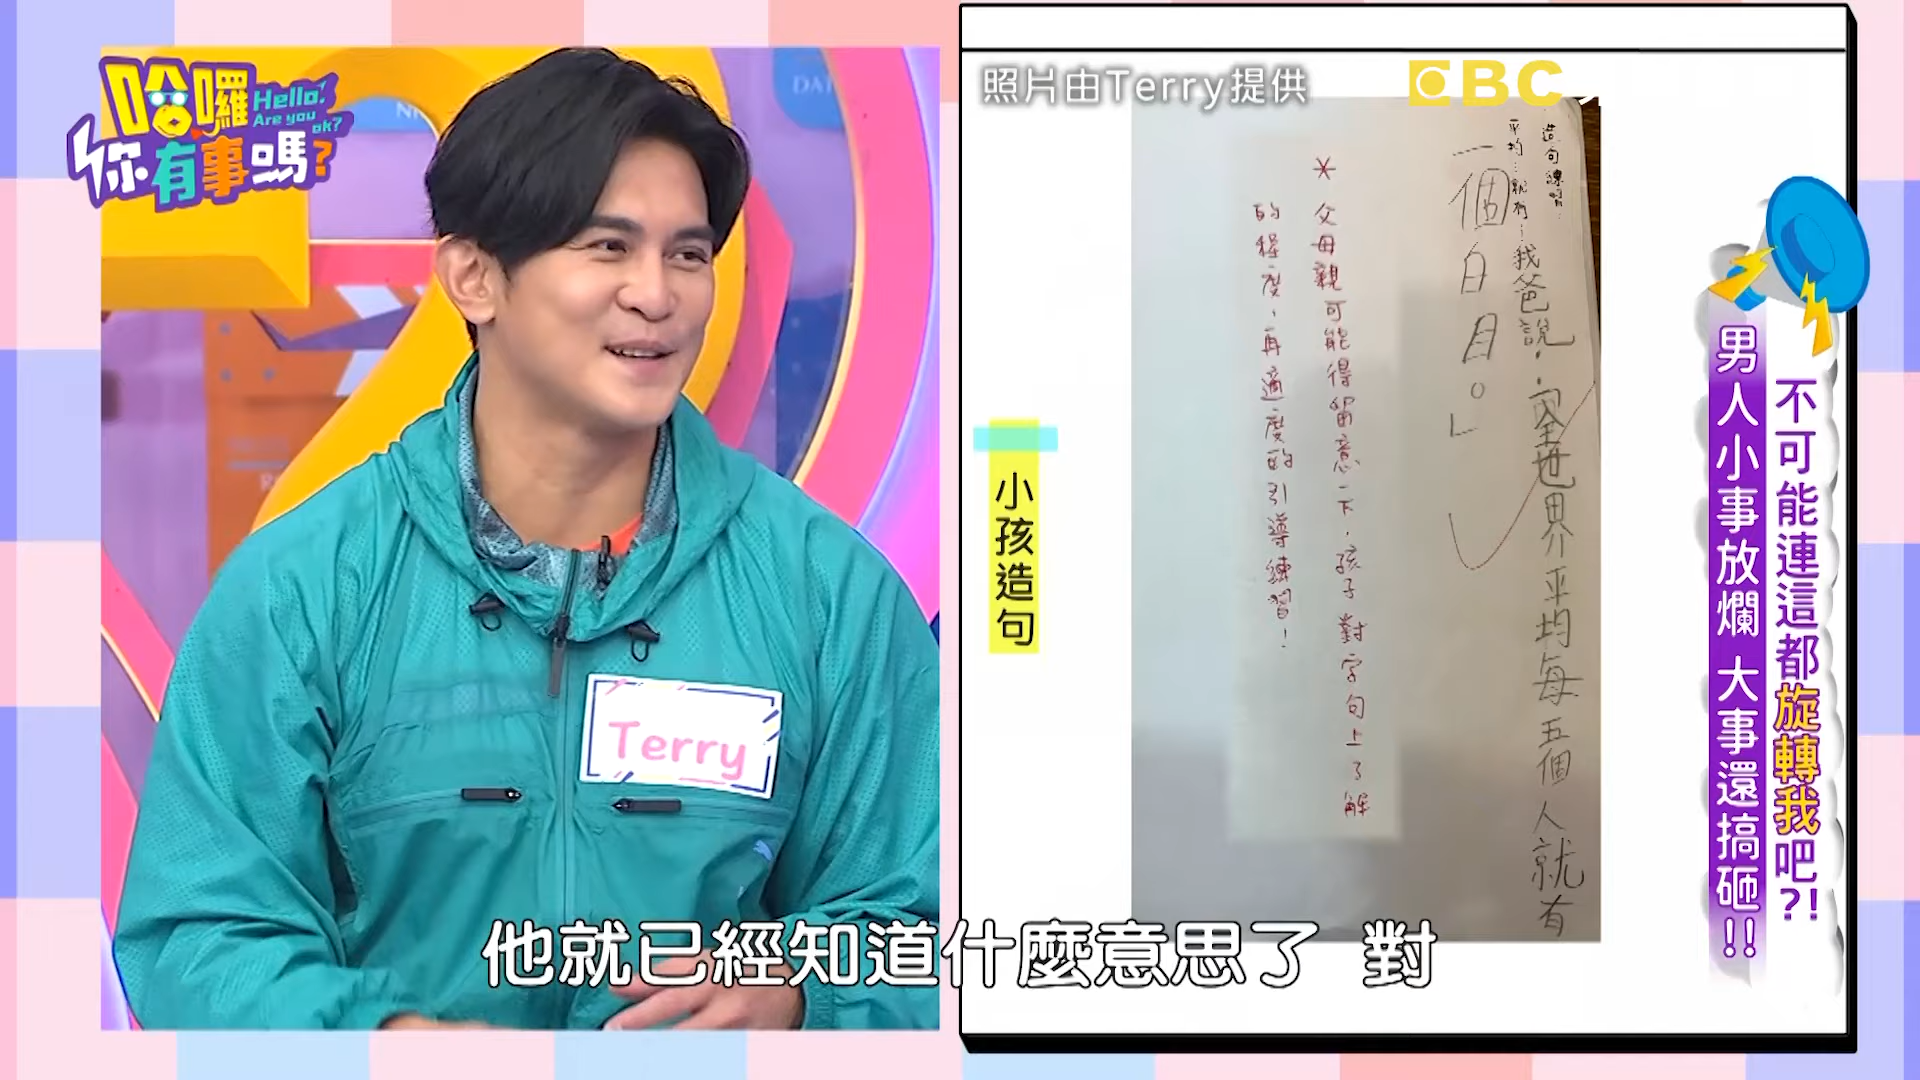 哈囉
Hello,
Are you
ok?
你有事嗎?
照片由Terry提供
EBC
造句練習:
平均…就有…
我爸說,「全世界平均每五個人就有
一個白目。」
*父母親可能得留意一下,孩子對字句上了解
的程度,再適度的引導練習!
小孩造句
不可能連這都旋轉我吧?!
男人小事放爛 大事還搞砸!!
Terry
他就已經知道什麼意思了 對